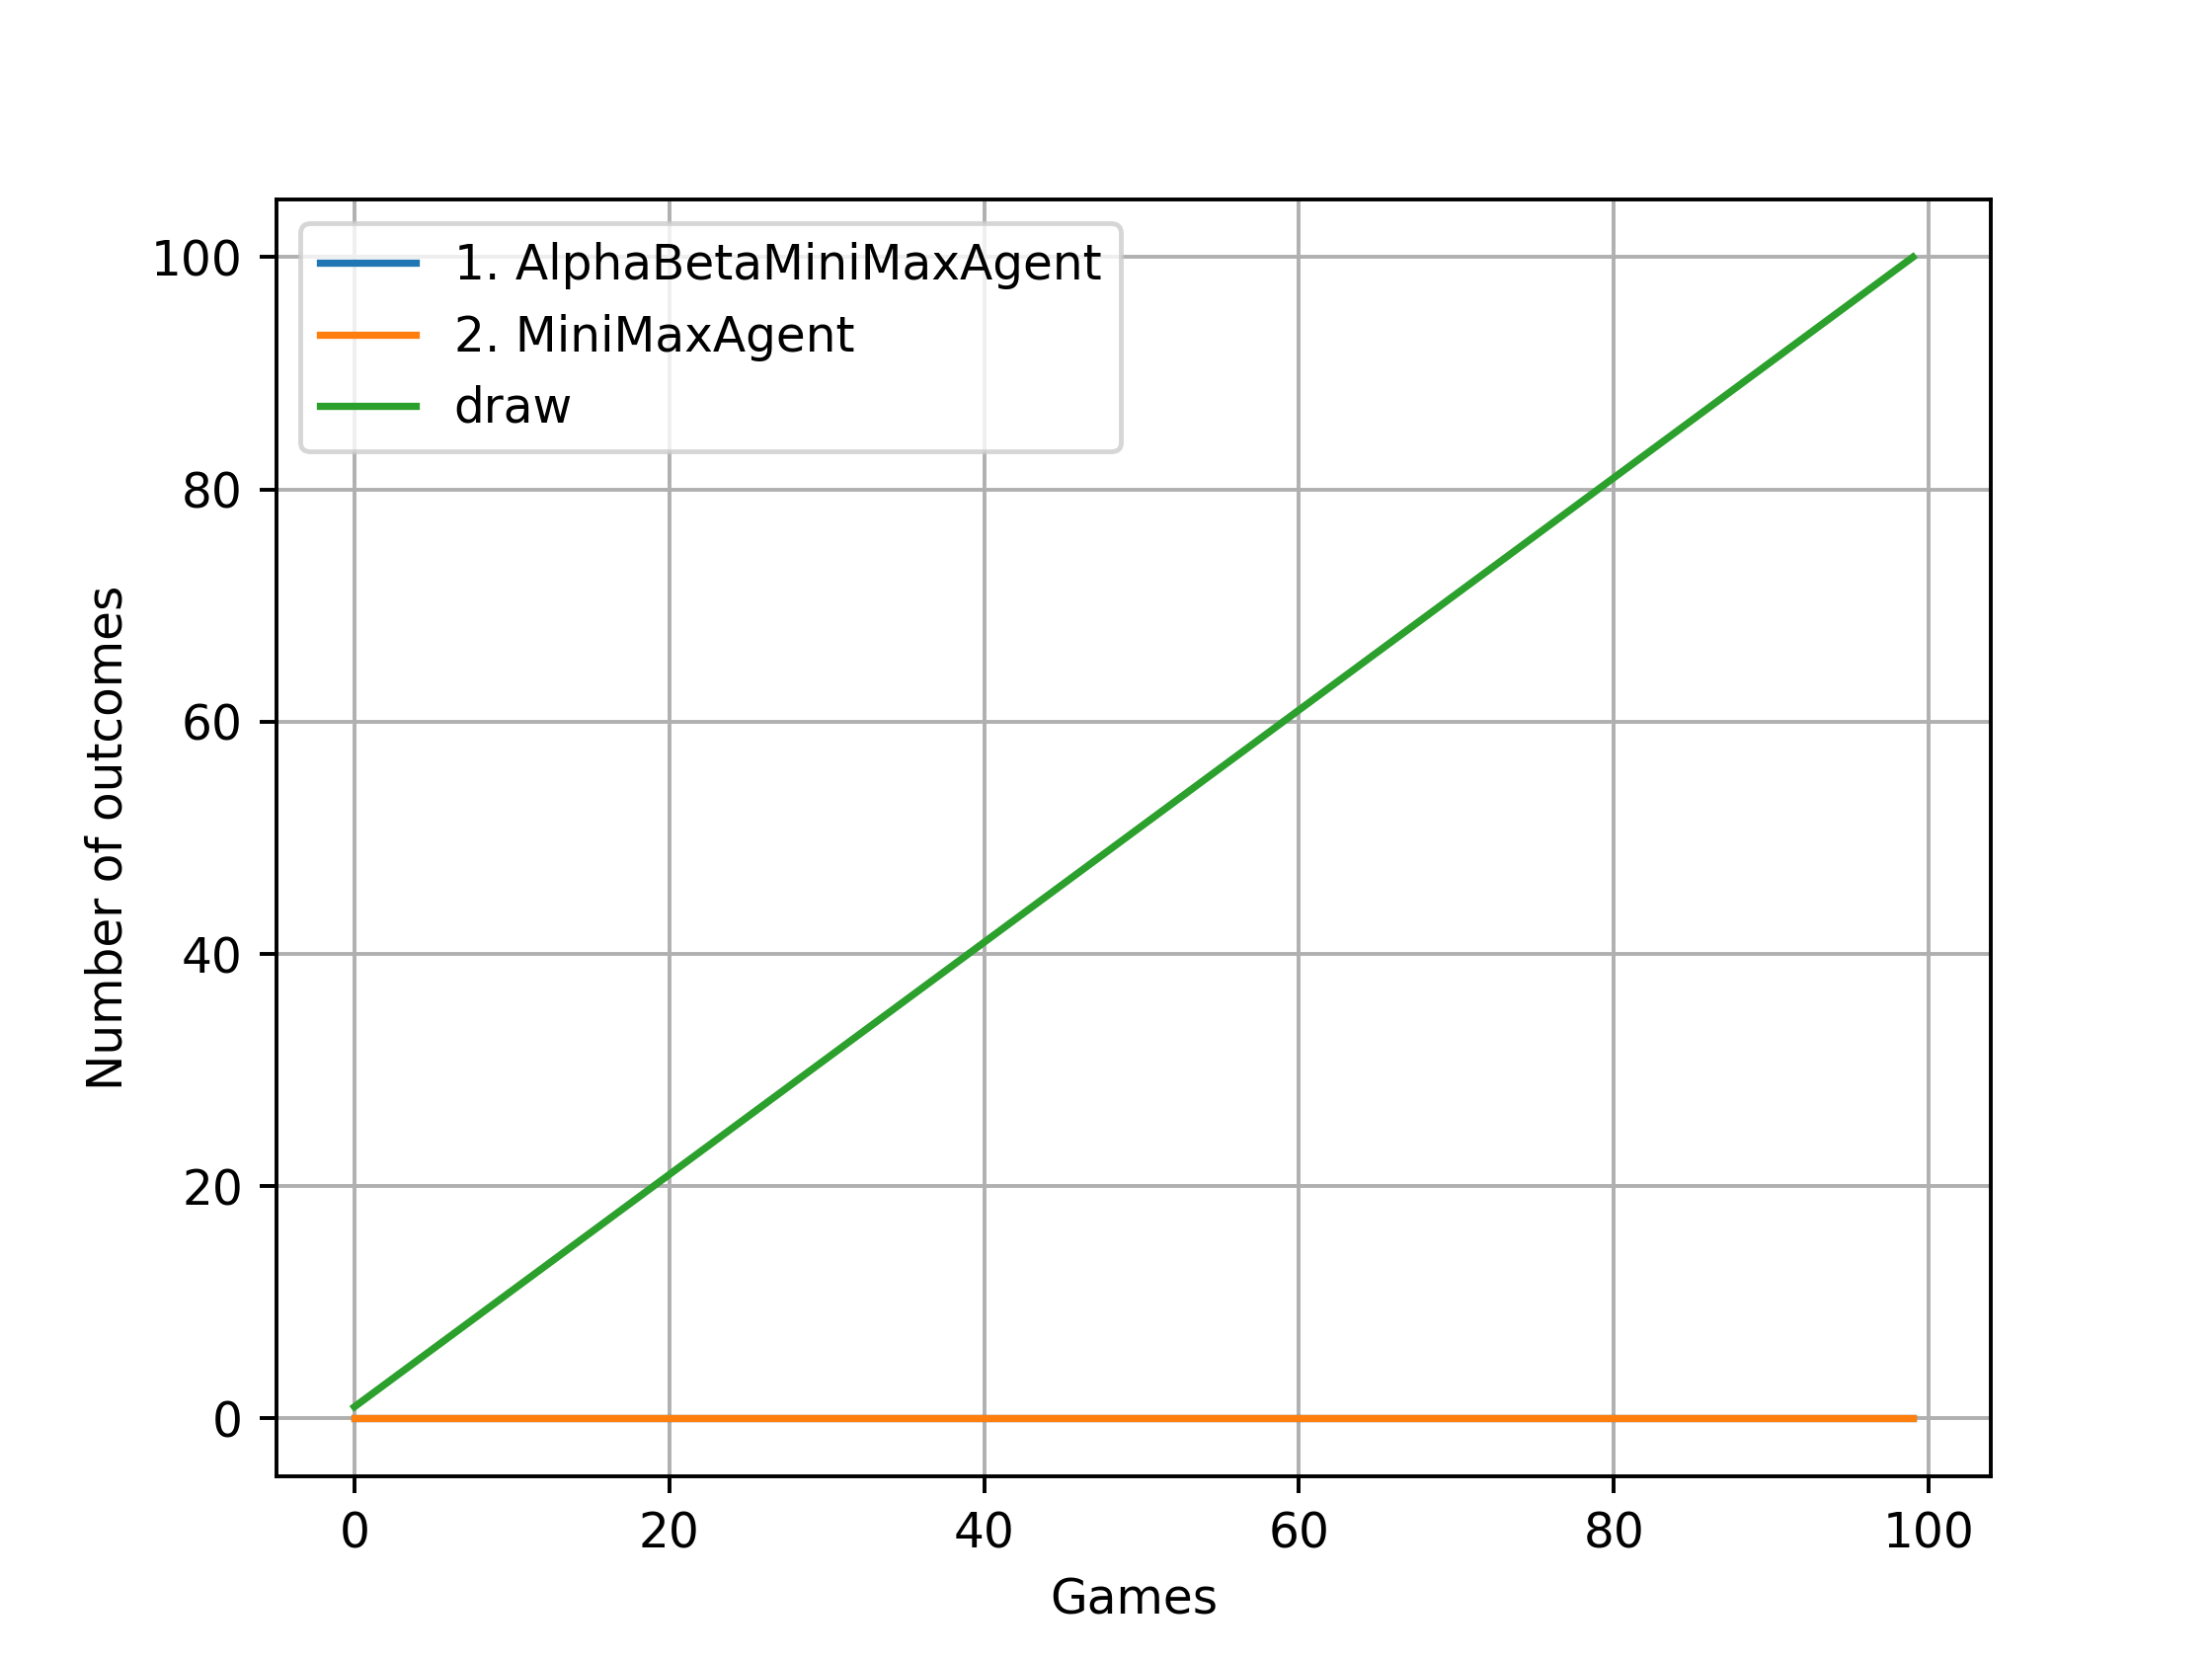 1. AlphaBetaMiniMaxAgent
2. MiniMaxAgent
draw
100
80
60
40
20
0
Number of outcomes
0 20 40 60 80 100
Games